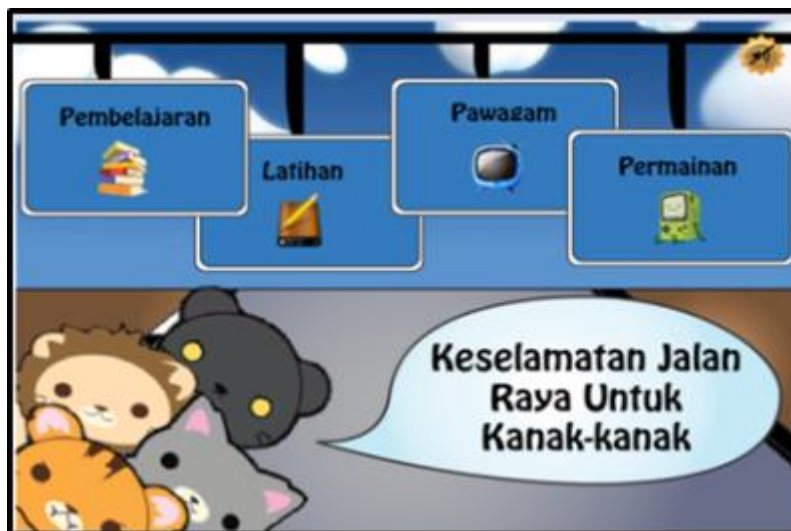 Pembelajaran
Latihan
Pawagam
Permainan
Keselamatan Jalan
Raya Untuk
Kanak-kanak